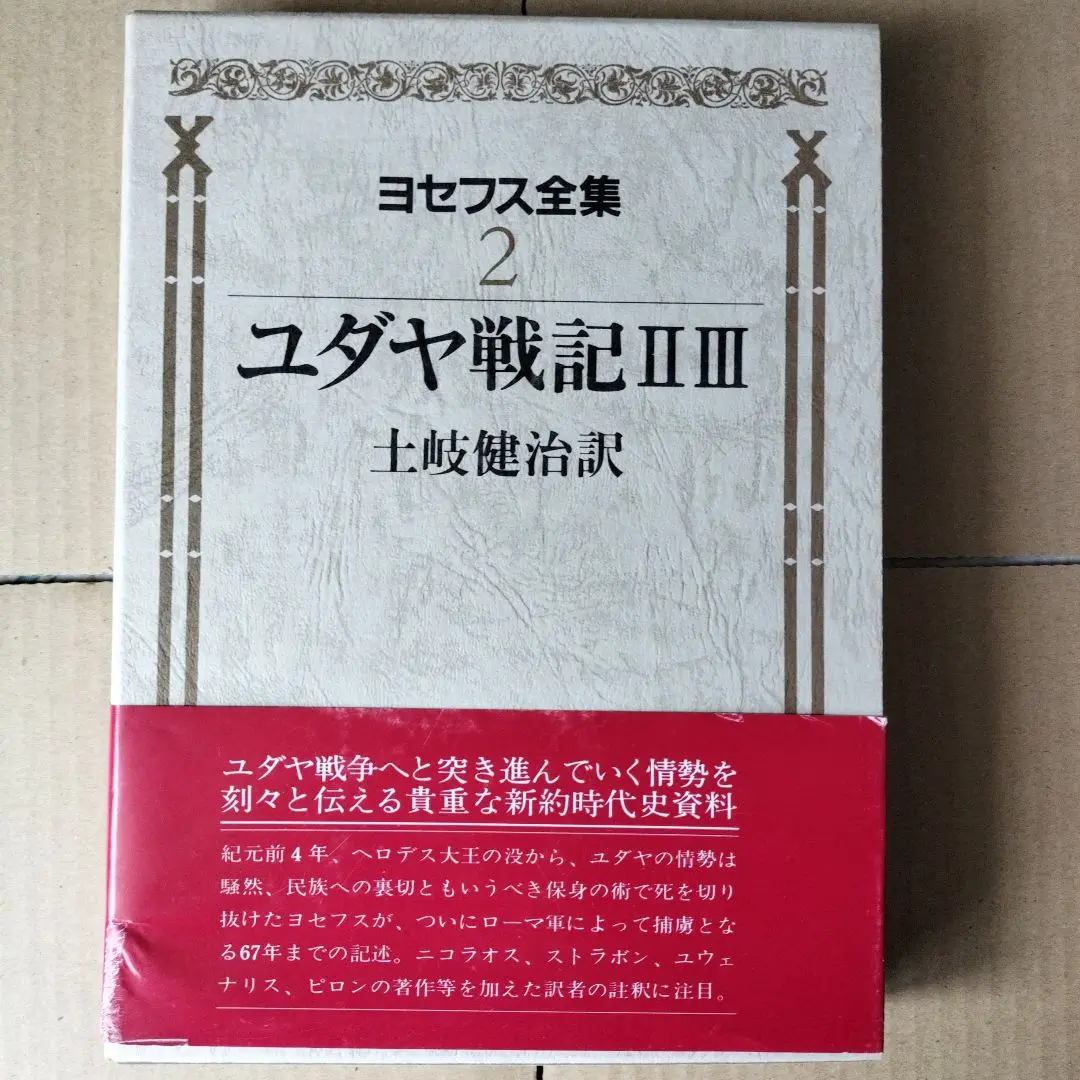 ヨセフス全集
2
ユダヤ戦記ⅡⅢ
土岐健治訳
ユダヤ戦争へと突き進んでいく情勢を
刻々と伝える貴重な新約時代史資料
紀元前4年、ヘロデス大王の没から、ユダヤの情勢は
騒然、民族への裏切ともいうべき保身の術で死を切り
抜けたヨセフスが、ついにローマ軍によって捕虜とな
る67年までの記述。ニコラオス、ストラボン、ユウェ
ナリス、ピロンの著作等を加えた訳者の註釈に注目。